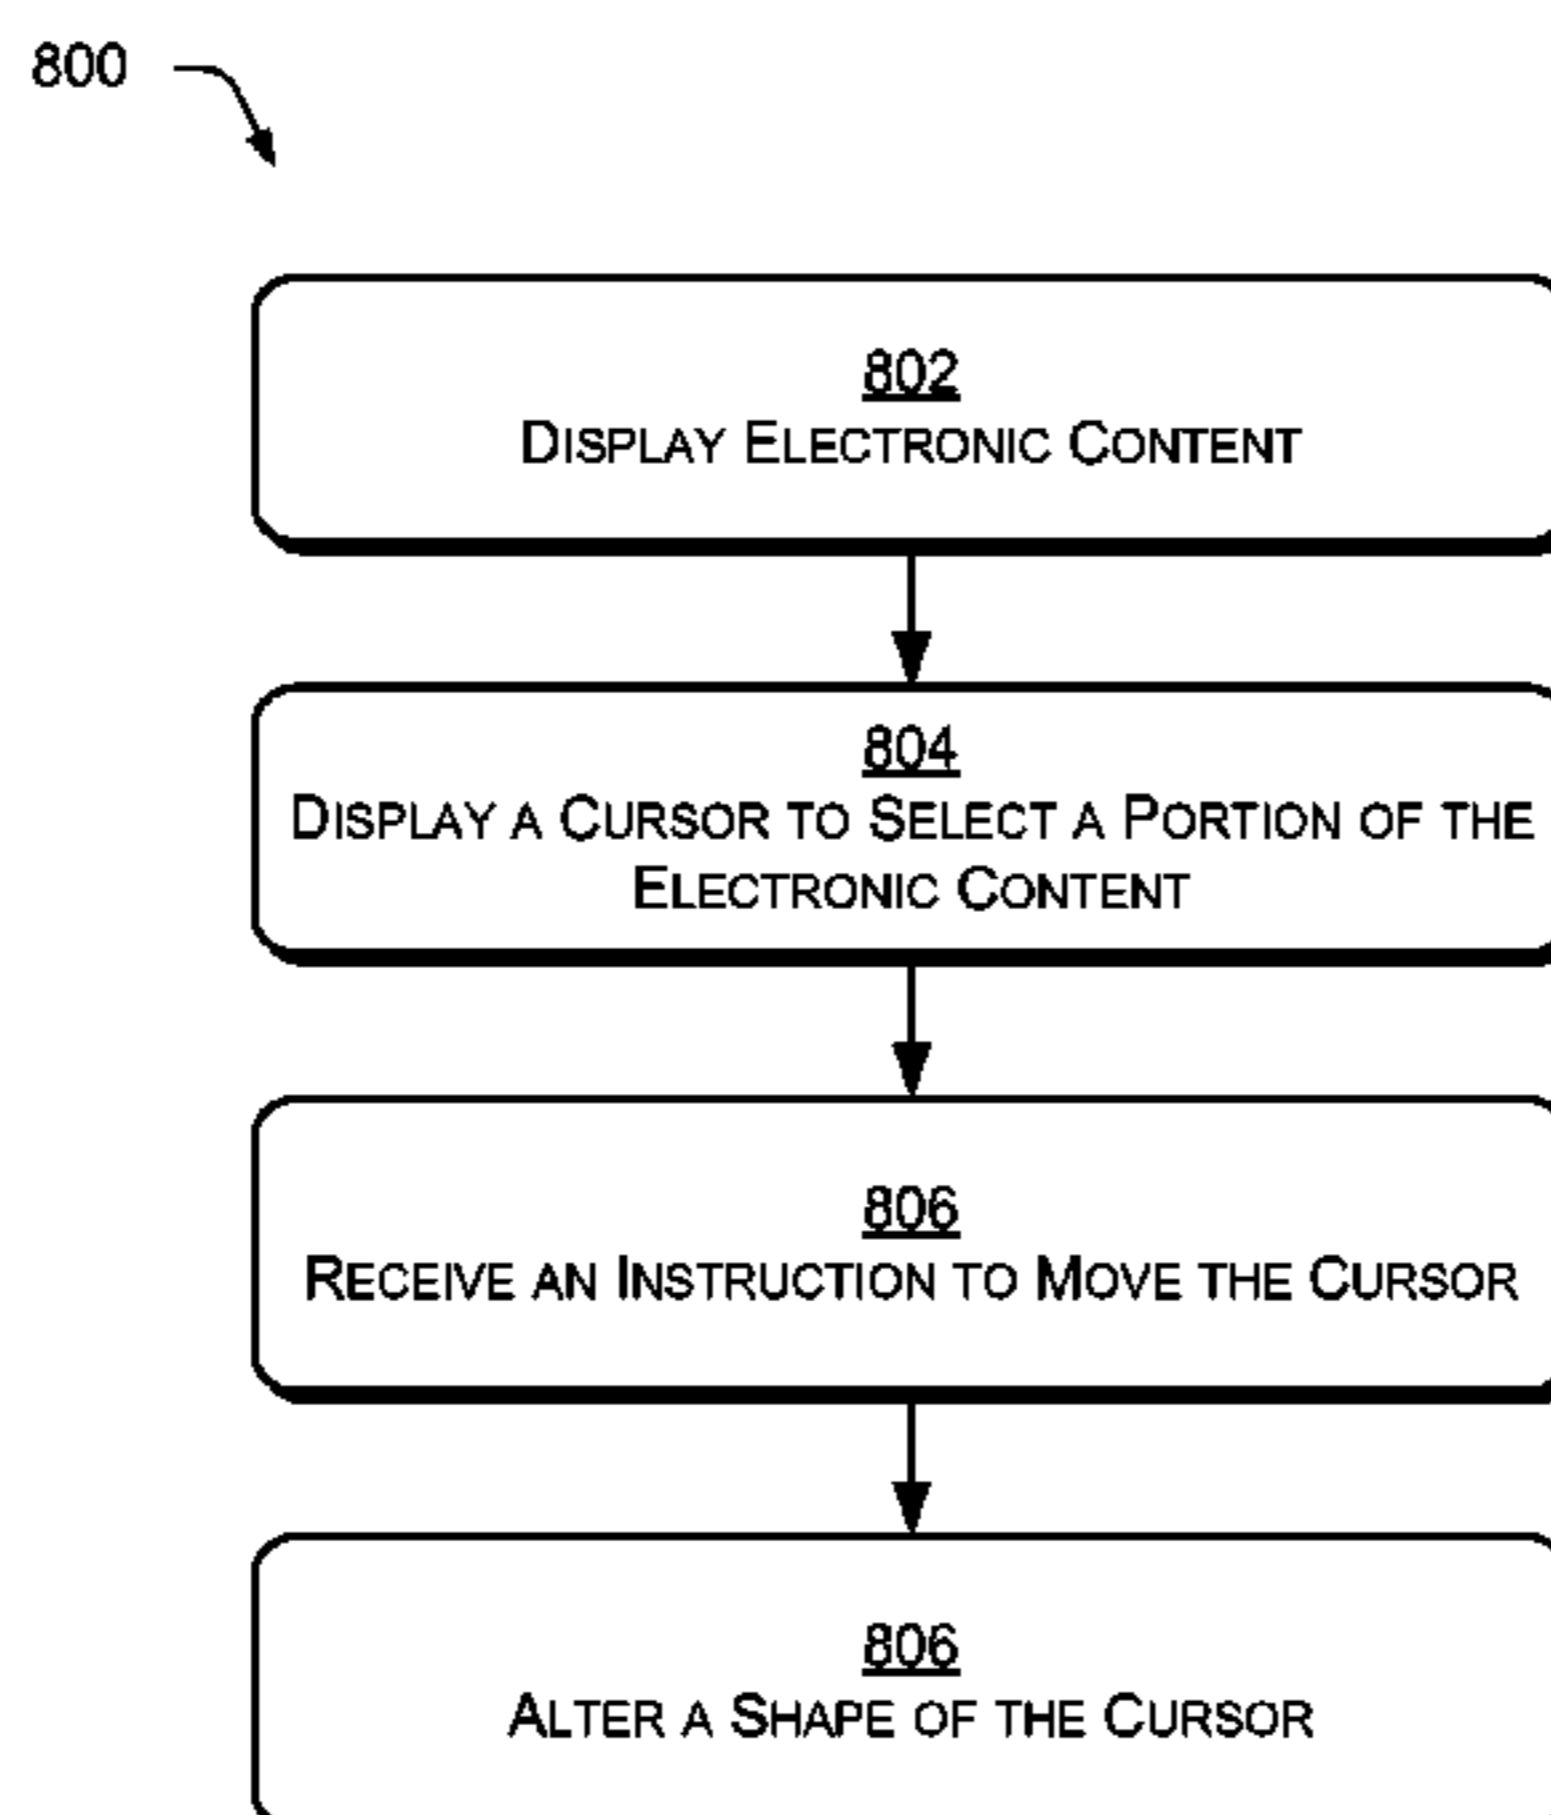 800
802
DISPLAY ELECTRONIC CONTENT
804
DISPLAY A CURSOR TO SELECT A PORTION OF THE
ELECTRONIC CONTENT
806
RECEIVE AN INSTRUCTION TO MOVE THE CURSOR
806
ALTER A SHAPE OF THE CURSOR